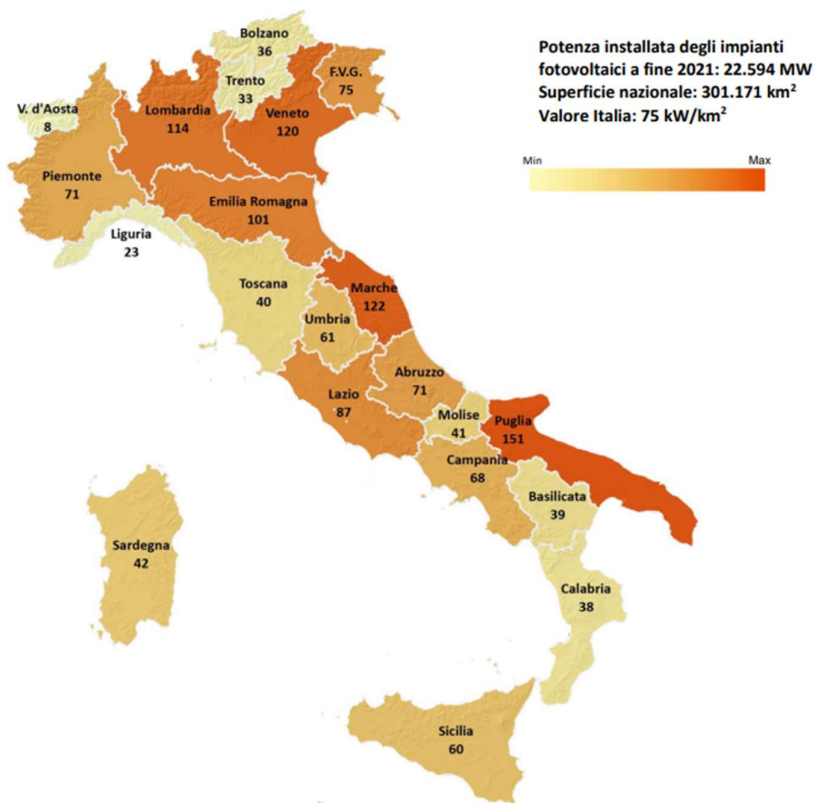 Potenza installata degli impianti
fotovoltaici a fine 2021: 22.594 MW
Superficie nazionale: 301.171 km²
Valore Italia: 75 kW/km²
Min
Max
Bolzano
36
Trento
33
F.V.G.
75
V. d'Aosta
8
Lombardia
114
Veneto
120
Piemonte
71
Emilia Romagna
101
Liguria
23
Toscana
40
Marche
122
Umbria
61
Abruzzo
71
Lazio
87
Molise
41
Puglia
151
Campania
68
Basilicata
39
Sardegna
42
Calabria
38
Sicilia
60